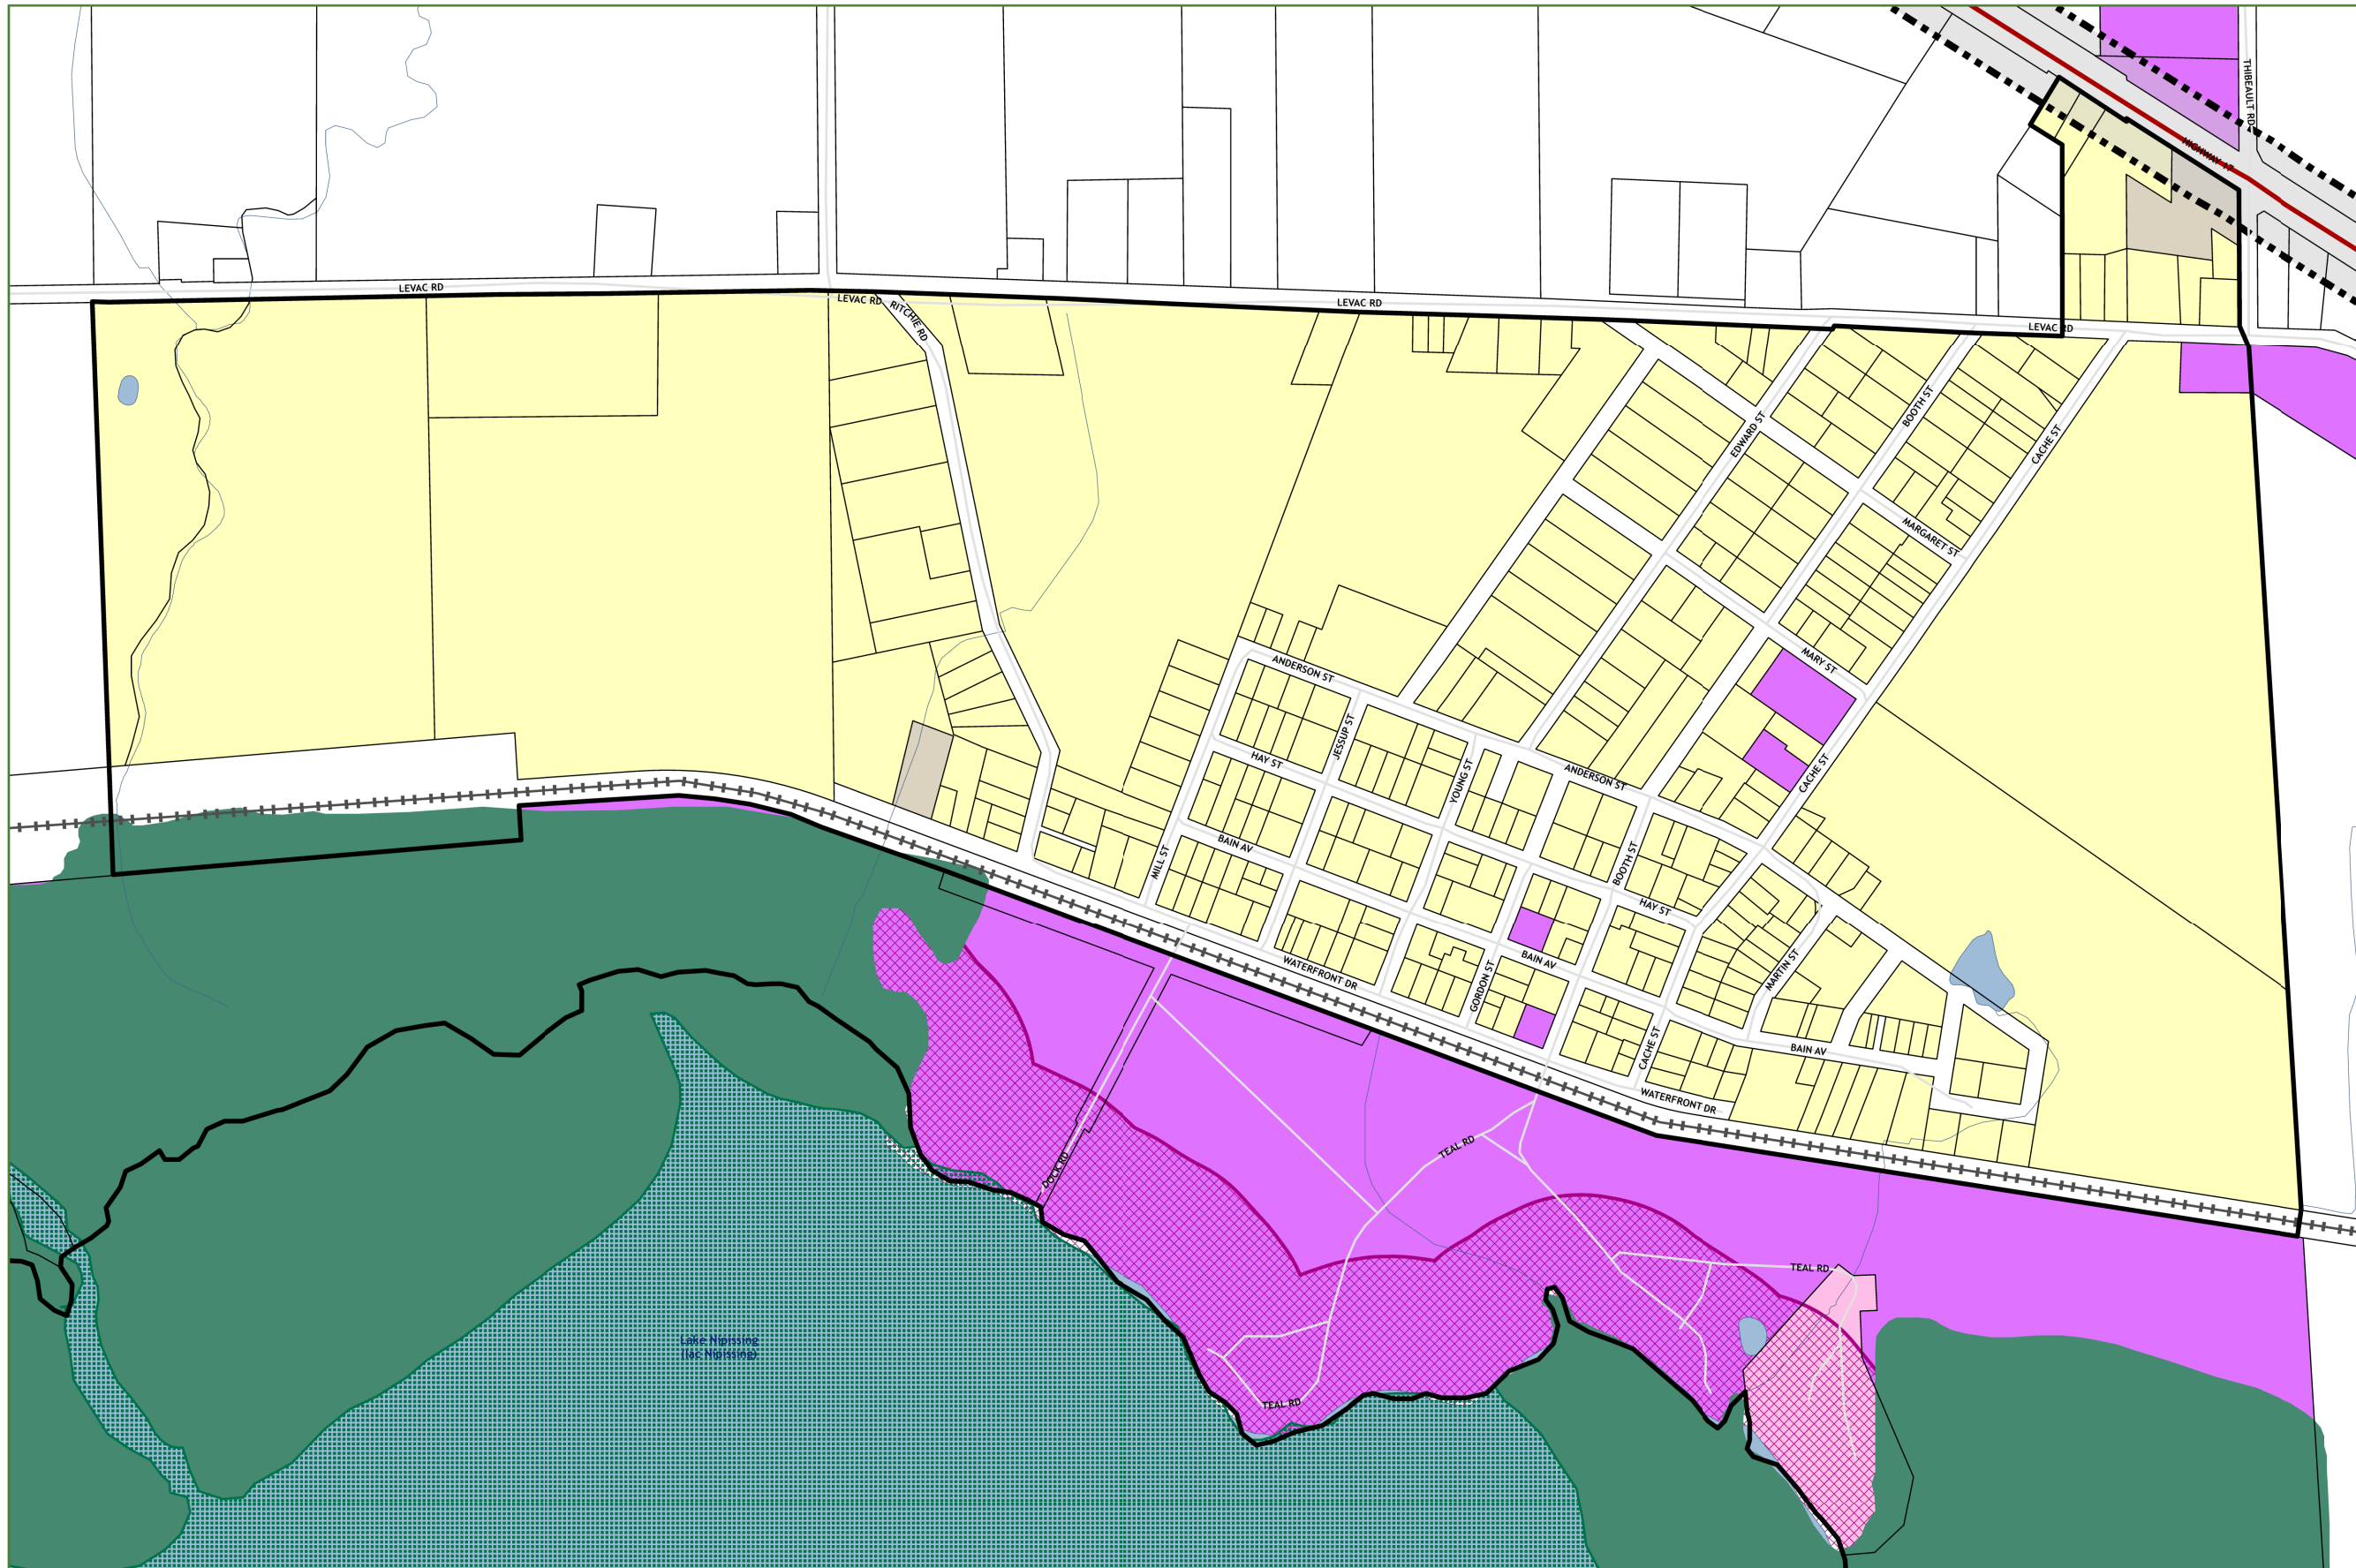 THIBEAULT RD
HIGHWAY 17
LEVAC RD
LEVAC RD
LEVAC RD
LEVAC RD
RITCHIE RD
BOOTH ST
EDWARD ST
CACHE ST
MARGARET ST
MARY ST
ANDERSON ST
JESSUP ST
HAY ST
YOUNG ST
ANDERSON ST
CACHE ST
BAIN AV
MILL ST
BOOTH ST
HAY ST
WATERFRONT DR
BAIN AV
GORDON ST
MARTIN ST
CACHE ST
BAIN AV
WATERFRONT DR
TEAL RD
DOCK RD
TEAL RD
Lake Nipissing
(lac Nipissing)
TEAL RD